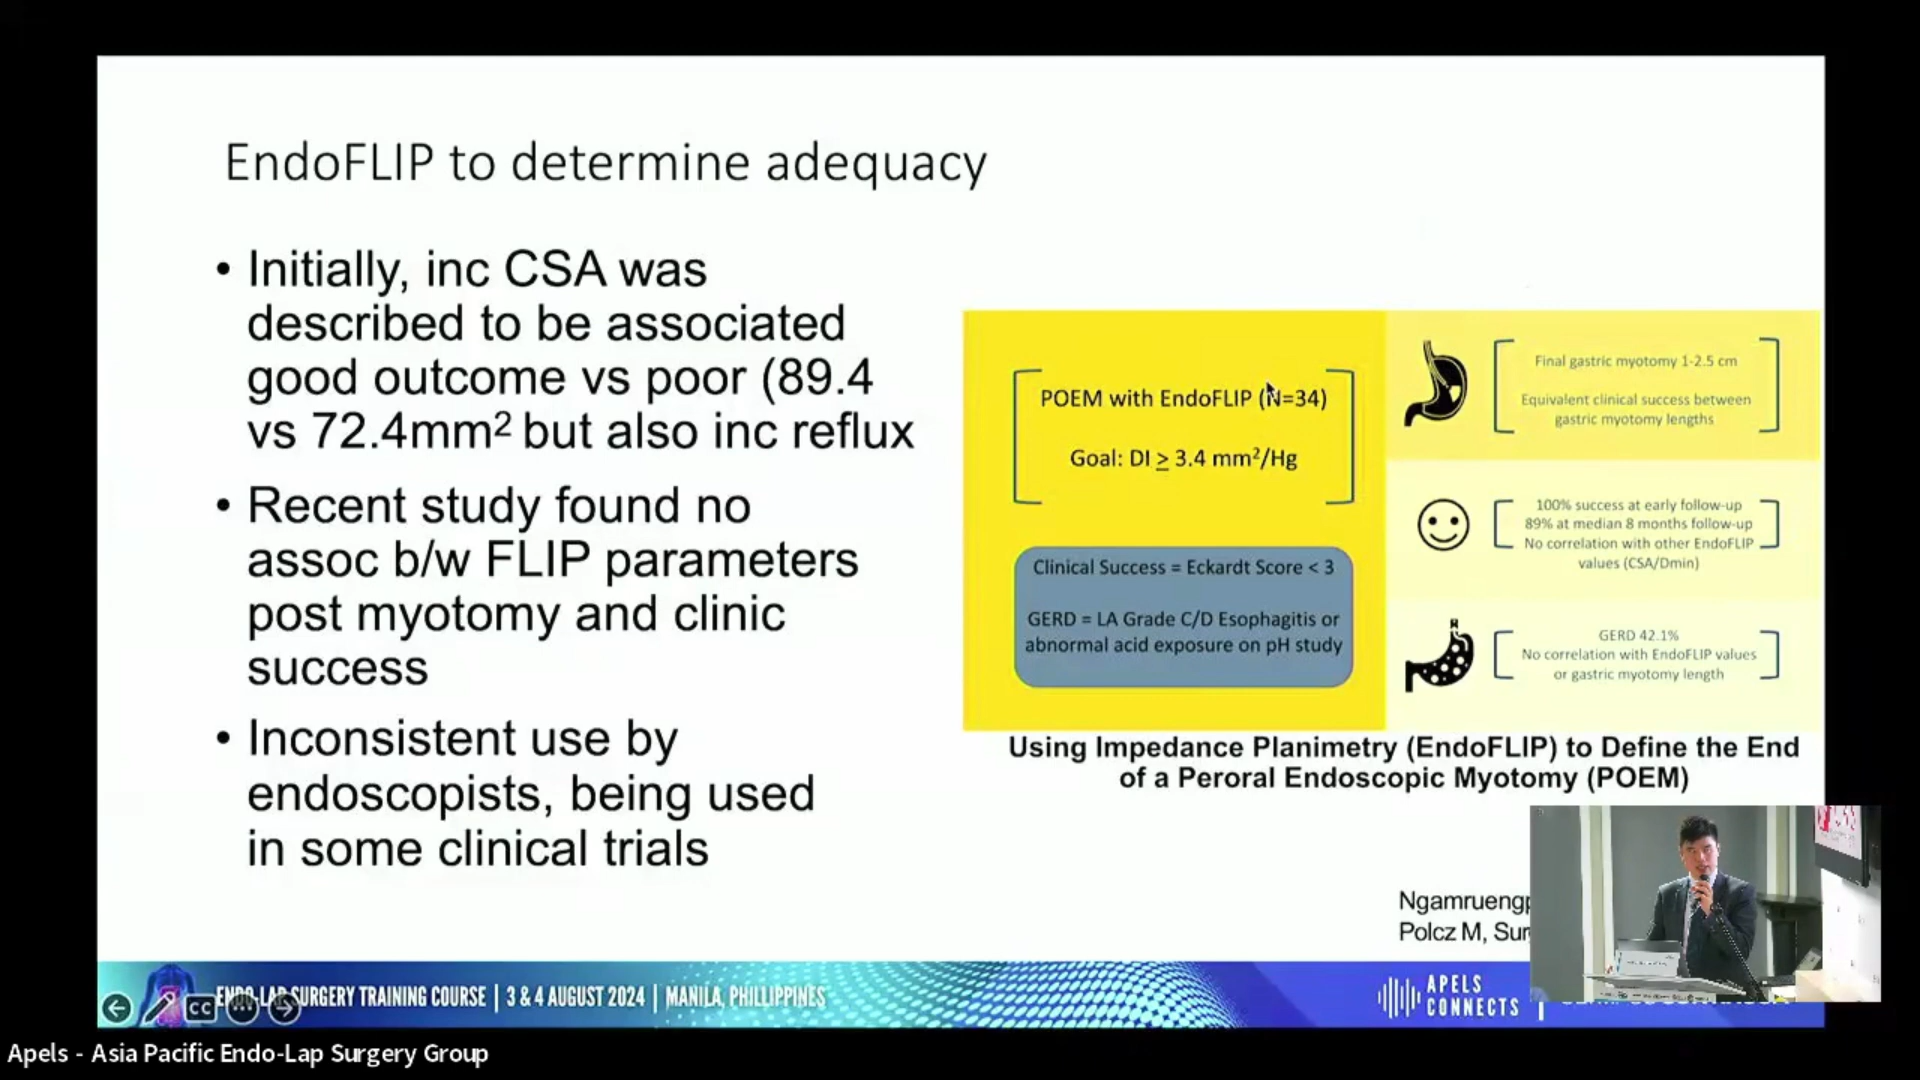 EndoFLIP to determine adequacy
• Initially, inc CSA was
described to be associated
good outcome vs poor (89.4
vs 72.4mm² but also inc reflux
• Recent study found no
assoc b/w FLIP parameters
post myotomy and clinic
success
• Inconsistent use by
endoscopists, being used
in some clinical trials
POEM with EndoFLIP (N=34)
Goal: DI ≥ 3.4 mm²/Hg
Clinical Success = Eckardt Score < 3
GERD = LA Grade C/D Esophagitis or
abnormal acid exposure on pH study
Final gastric myotomy 1-2.5 cm
Equivalent clinical success between
gastric myotomy lengths
100% success at early follow-up
89% at median 8 months follow-up
No correlation with other EndoFLIP
values (CSA/Dmin)
GERD 42.1%
No correlation with EndoFLIP values
or gastric myotomy length
Using Impedance Planimetry (EndoFLIP) to Define the End
of a Peroral Endoscopic Myotomy (POEM)
Polcz M,
ENDO-LAP SURGERY TRAINING COURSE | 3 & 4 AUGUST 2024 | MANILA, PHILLIPPINES
CC
APELS
CONNECTS
Apels - Asia Pacific Endo-Lap Surgery Group